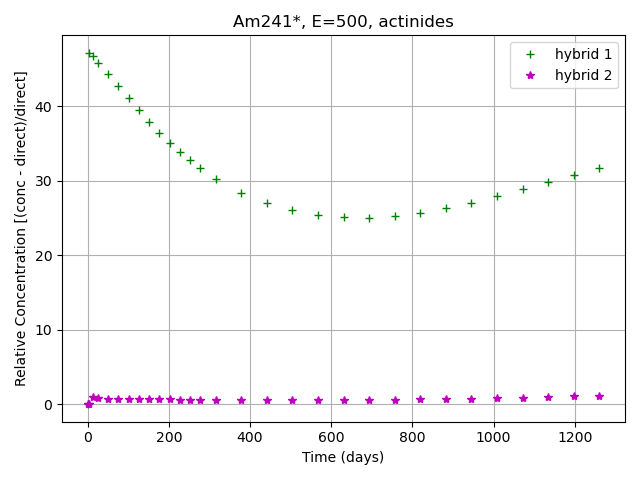 Am241*, E=500, actinides
hybrid 1
hybrid 2
Relative Concentration [(conc - direct)/direct]
40
30
20
10
0
0 200 400 600 800 1000 1200
Time (days)